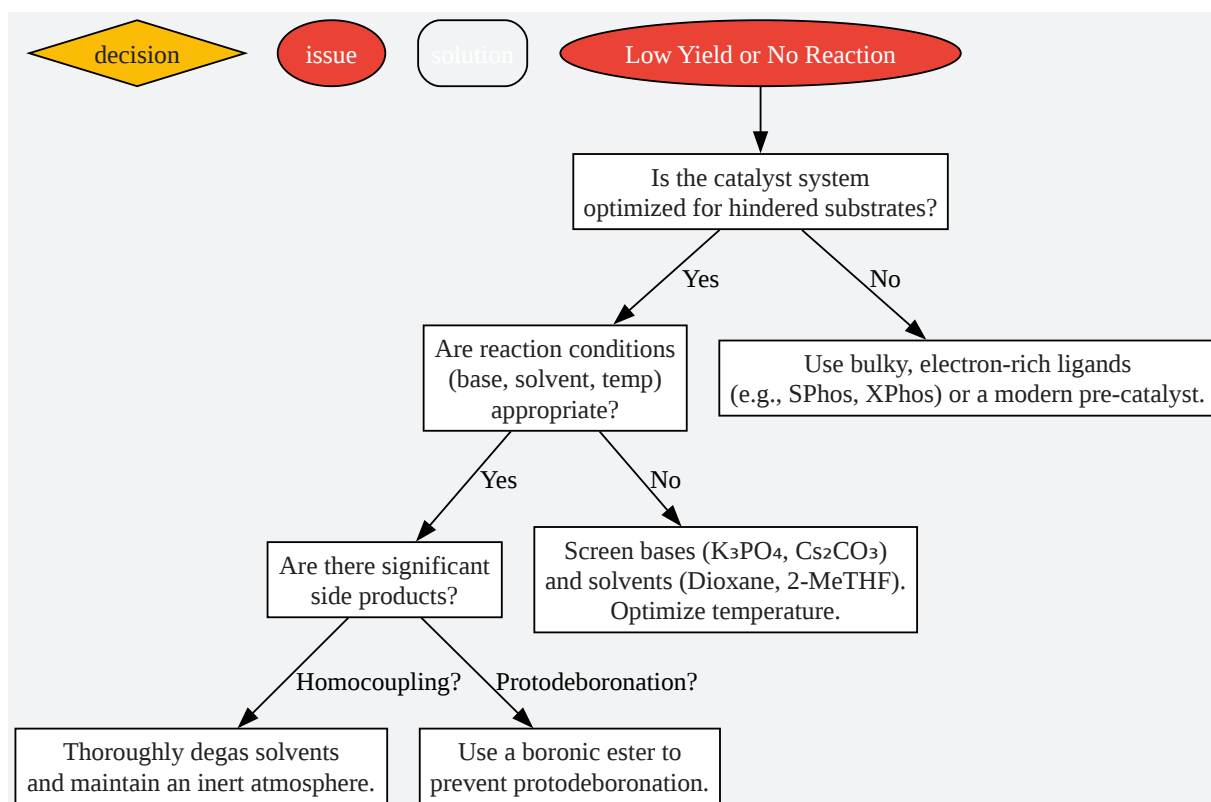 decision
issue
solution
Low Yield or No Reaction
Is the catalyst system
optimized for hindered substrates?
Yes
No
Are reaction conditions
(base, solvent, temp)
appropriate?
Use bulky, electron-rich ligands
(e.g., SPhos, XPhos) or a modern pre-catalyst.
Yes
No
Are there significant
side products?
Screen bases (K₃PO₄, Cs₂CO₃)
and solvents (Dioxane, 2-MeTHF).
Optimize temperature.
Homocoupling?
Protodeboronation?
Thoroughly degas solvents
and maintain an inert atmosphere.
Use a boronic ester to
prevent protodeboronation.